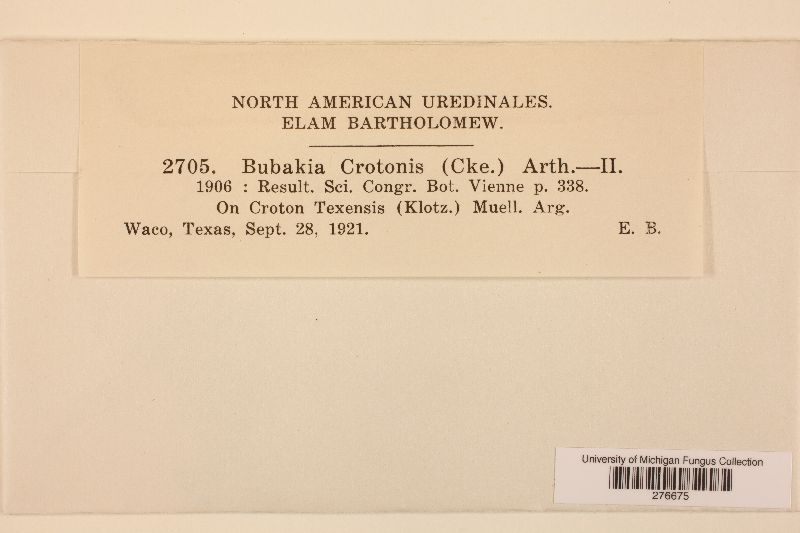 NORTH AMERICAN UREDINALES.
ELAM BARTHOLOMEW.
2705. Bubakia Crotonis (Cke.) Arth.—II.
1906 : Result. Sci. Congr. Bot. Vienne p. 338.
On Croton Texensis (Klotz.) Muell. Arg.
Waco, Texas, Sept. 28, 1921. E. B.
University of Michigan Fungus Collection
276675